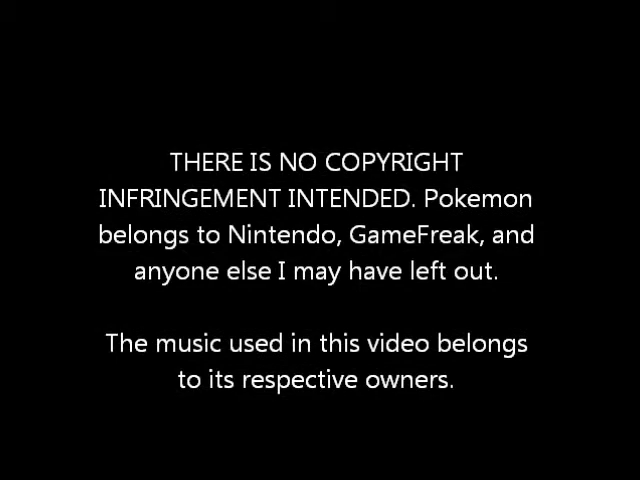 THERE IS NO COPYRIGHT
INFRINGEMENT INTENDED. Pokemon
belongs to Nintendo, GameFreak, and
anyone else I may have left out.
The music used in this video belongs
to its respective owners.